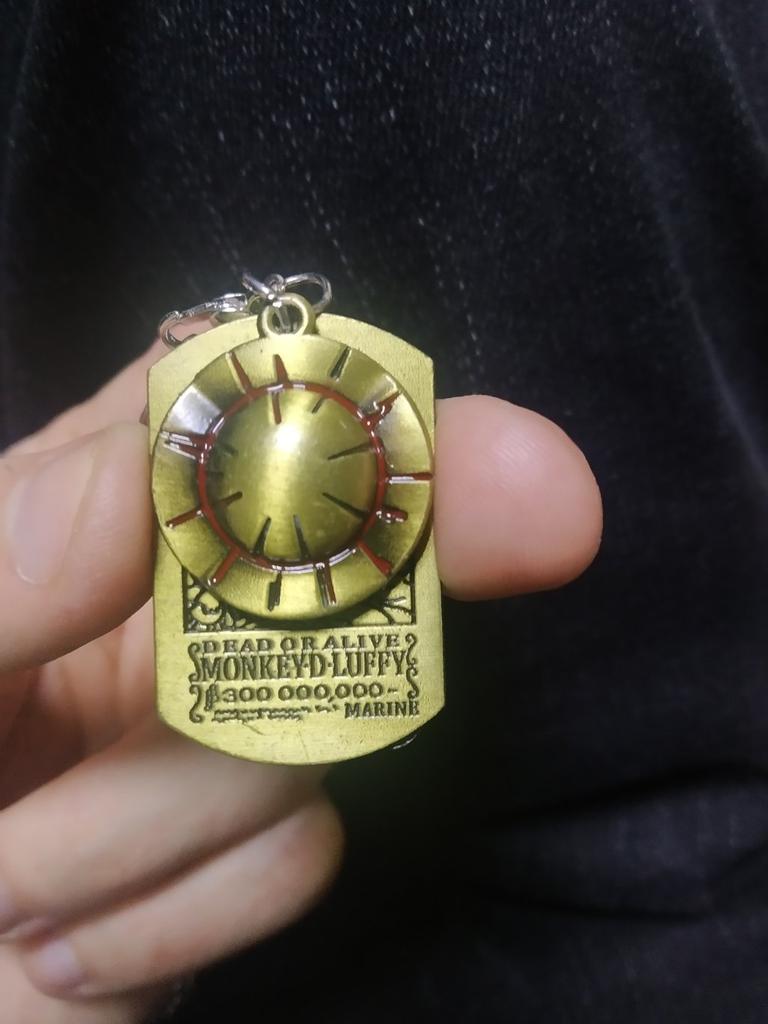 DEAD OR ALIVE
MONKEY·D·LUFFY
฿300 000,000-
MARINE